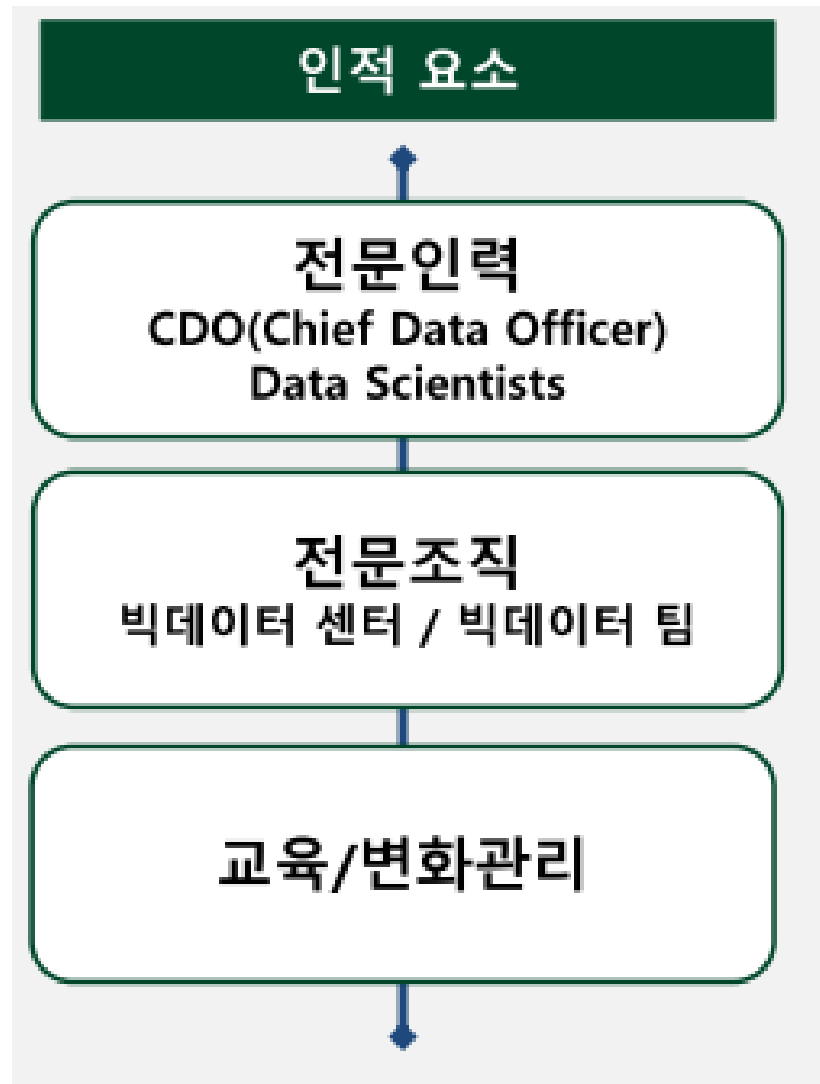 인적 요소
전문인력
CDO(Chief Data Officer)
Data Scientists
전문조직
빅데이터 센터 / 빅데이터 팀
교육/변화관리